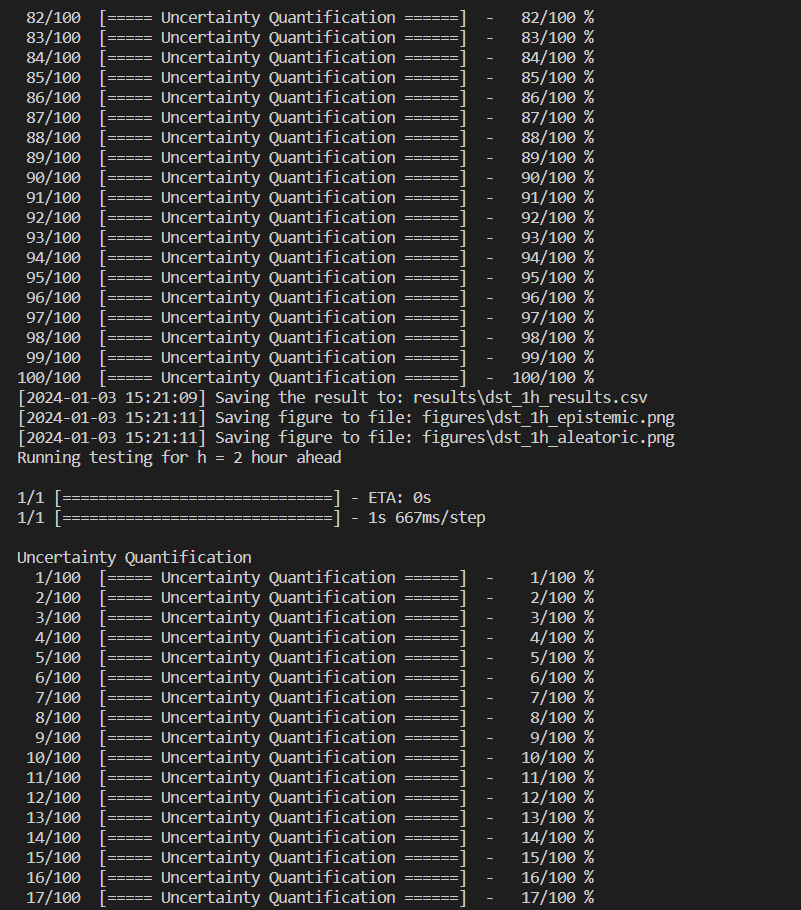 82/100  [===== Uncertainty Quantification ======]  -   82/100 %
83/100  [===== Uncertainty Quantification ======]  -   83/100 %
84/100  [===== Uncertainty Quantification ======]  -   84/100 %
85/100  [===== Uncertainty Quantification ======]  -   85/100 %
86/100  [===== Uncertainty Quantification ======]  -   86/100 %
87/100  [===== Uncertainty Quantification ======]  -   87/100 %
88/100  [===== Uncertainty Quantification ======]  -   88/100 %
89/100  [===== Uncertainty Quantification ======]  -   89/100 %
90/100  [===== Uncertainty Quantification ======]  -   90/100 %
91/100  [===== Uncertainty Quantification ======]  -   91/100 %
92/100  [===== Uncertainty Quantification ======]  -   92/100 %
93/100  [===== Uncertainty Quantification ======]  -   93/100 %
94/100  [===== Uncertainty Quantification ======]  -   94/100 %
95/100  [===== Uncertainty Quantification ======]  -   95/100 %
96/100  [===== Uncertainty Quantification ======]  -   96/100 %
97/100  [===== Uncertainty Quantification ======]  -   97/100 %
98/100  [===== Uncertainty Quantification ======]  -   98/100 %
99/100  [===== Uncertainty Quantification ======]  -   99/100 %
100/100  [===== Uncertainty Quantification ======]  -  100/100 %
[2024-01-03 15:21:09] Saving the result to: results\dst_1h_results.csv
[2024-01-03 15:21:11] Saving figure to file: figures\dst_1h_epistemic.png
[2024-01-03 15:21:11] Saving figure to file: figures\dst_1h_aleatoric.png
Running testing for h = 2 hour ahead
1/1 [==============================] - ETA: 0s
1/1 [==============================] - 1s 667ms/step
Uncertainty Quantification
1/100  [===== Uncertainty Quantification ======]  -    1/100 %
2/100  [===== Uncertainty Quantification ======]  -    2/100 %
3/100  [===== Uncertainty Quantification ======]  -    3/100 %
4/100  [===== Uncertainty Quantification ======]  -    4/100 %
5/100  [===== Uncertainty Quantification ======]  -    5/100 %
6/100  [===== Uncertainty Quantification ======]  -    6/100 %
7/100  [===== Uncertainty Quantification ======]  -    7/100 %
8/100  [===== Uncertainty Quantification ======]  -    8/100 %
9/100  [===== Uncertainty Quantification ======]  -    9/100 %
10/100  [===== Uncertainty Quantification ======]  -   10/100 %
11/100  [===== Uncertainty Quantification ======]  -   11/100 %
12/100  [===== Uncertainty Quantification ======]  -   12/100 %
13/100  [===== Uncertainty Quantification ======]  -   13/100 %
14/100  [===== Uncertainty Quantification ======]  -   14/100 %
15/100  [===== Uncertainty Quantification ======]  -   15/100 %
16/100  [===== Uncertainty Quantification ======]  -   16/100 %
17/100  [===== Uncertainty Quantification ======]  -   17/100 %